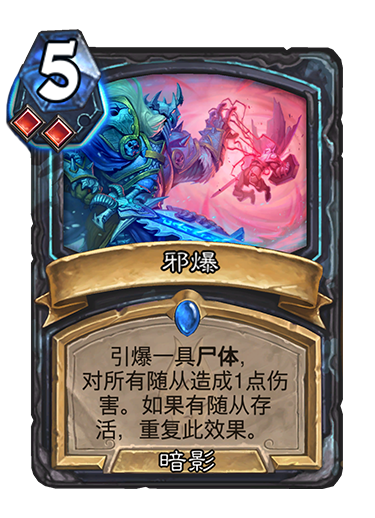 5
邪爆
引爆一具尸体，
对所有随从造成1点伤
害。如果有随从存
活，重复此效果。
暗影